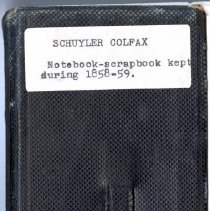 SCHUYLER COLFAX
Notebook-scrapbook kept
during 1858-59.